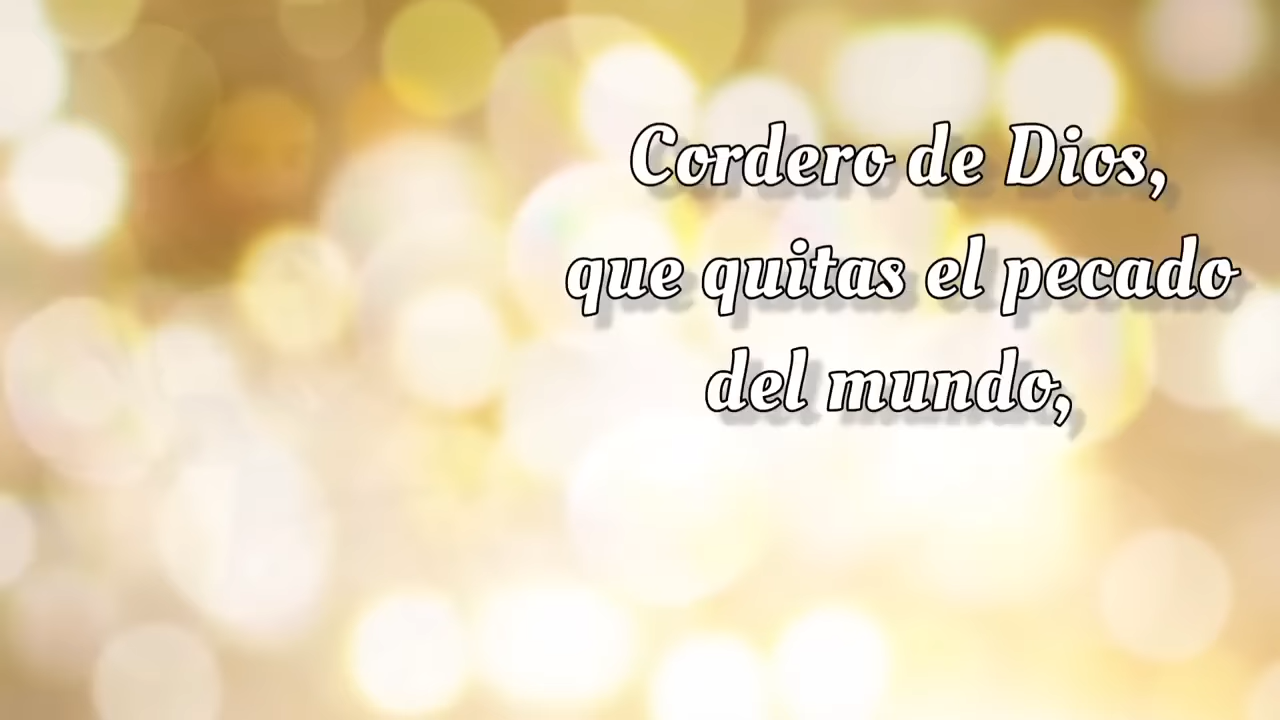 Cordero de Dios,
que quitas el pecado
del mundo,